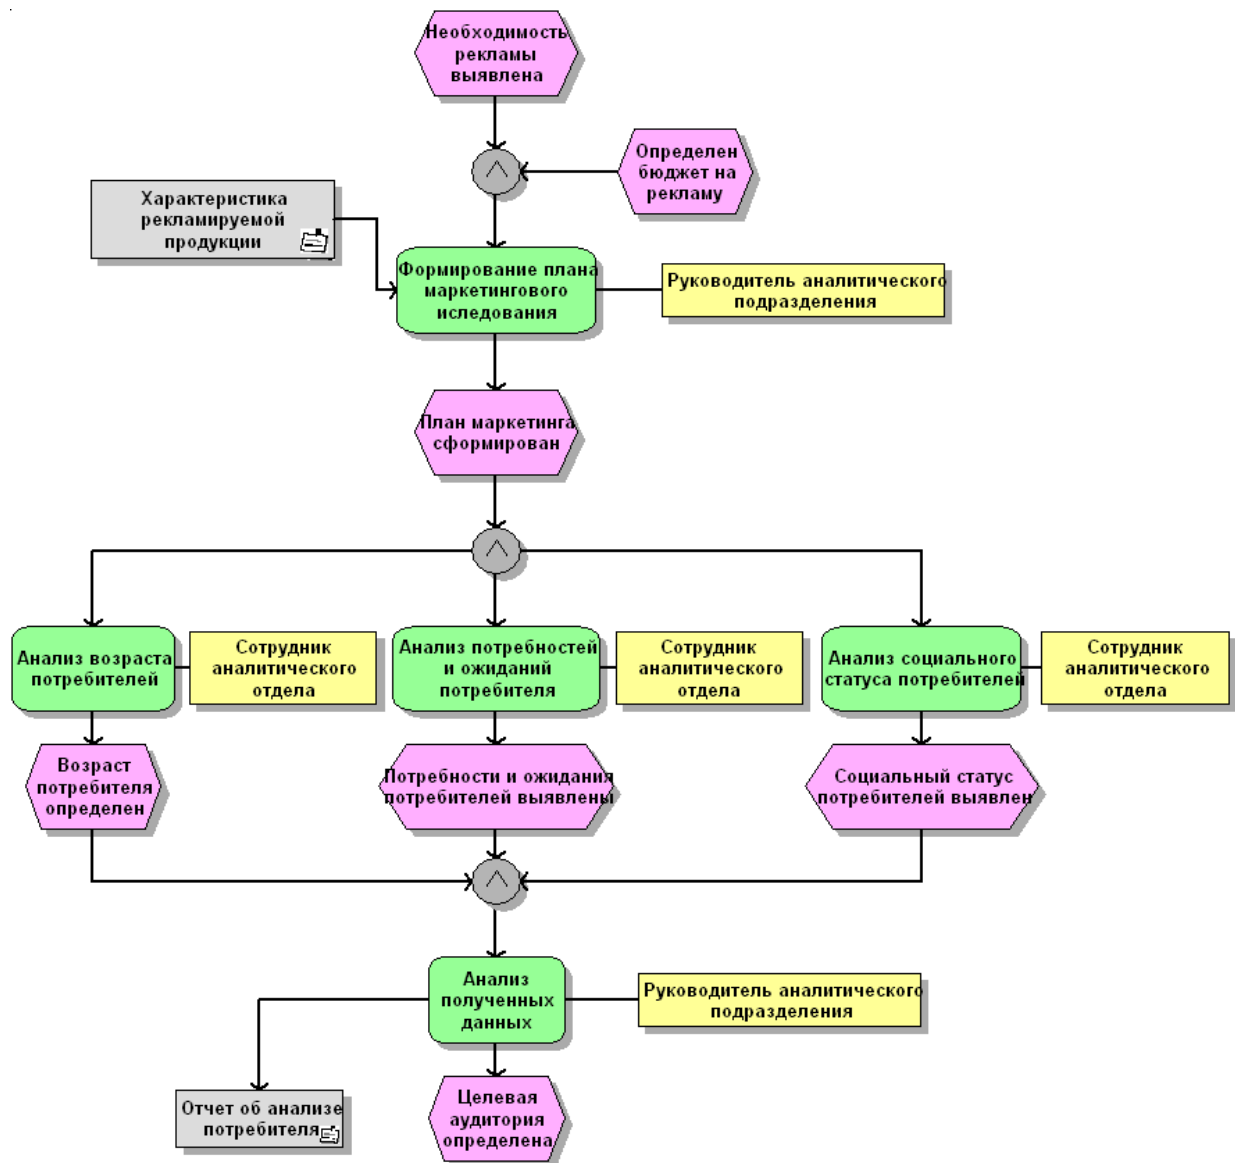 Необходимость
рекламы
выявлена
Определен
бюджет на
рекламу
Характеристика
рекламируемой
продукции
Формирование плана
маркетингового
иследования
Руководитель аналитического
подразделения
План маркетинга
сформирован
Анализ возраста
потребителей
Сотрудник
аналитического
отдела
Анализ потребностей
и ожиданий
потребителя
Сотрудник
аналитического
отдела
Анализ социального
статуса потребителей
Сотрудник
аналитического
отдела
Возраст
потребителя
определен
Потребности и ожидания
потребителей выявлены
Социальный статус
потребителей выявлен
Анализ
полученных
данных
Руководитель аналитического
подразделения
Отчет об анализе
потребителя
Целевая
аудитория
определена